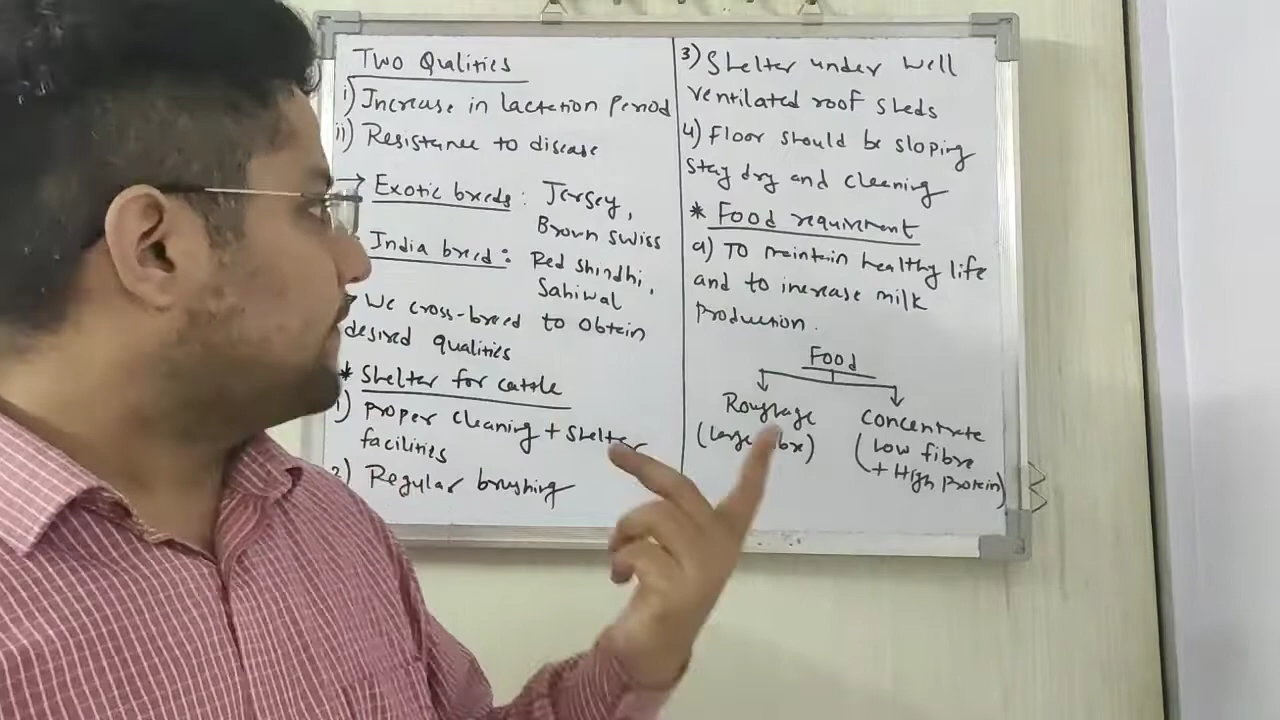 Two Qualities
i) Increase in lactation Period
ii) Resistance to disease
→ Exotic breeds: Jersey,
Brown Swiss
India breed: Red Shindhi,
Sahiwal
We cross-breed to obtain
desired qualities
* Shelter for cattle
1) Proper cleaning + Shelter
facilities
2) Regular brushing
3) Shelter under well
ventilated roof sheds
4) Floor should be sloping
stay dry and cleaning
* Food requirment
a) To maintain healthy life
and to increase milk
Production.
Food
Roughage
(Large fibre)
Concentrate
(Low fibre
+ High Protein)